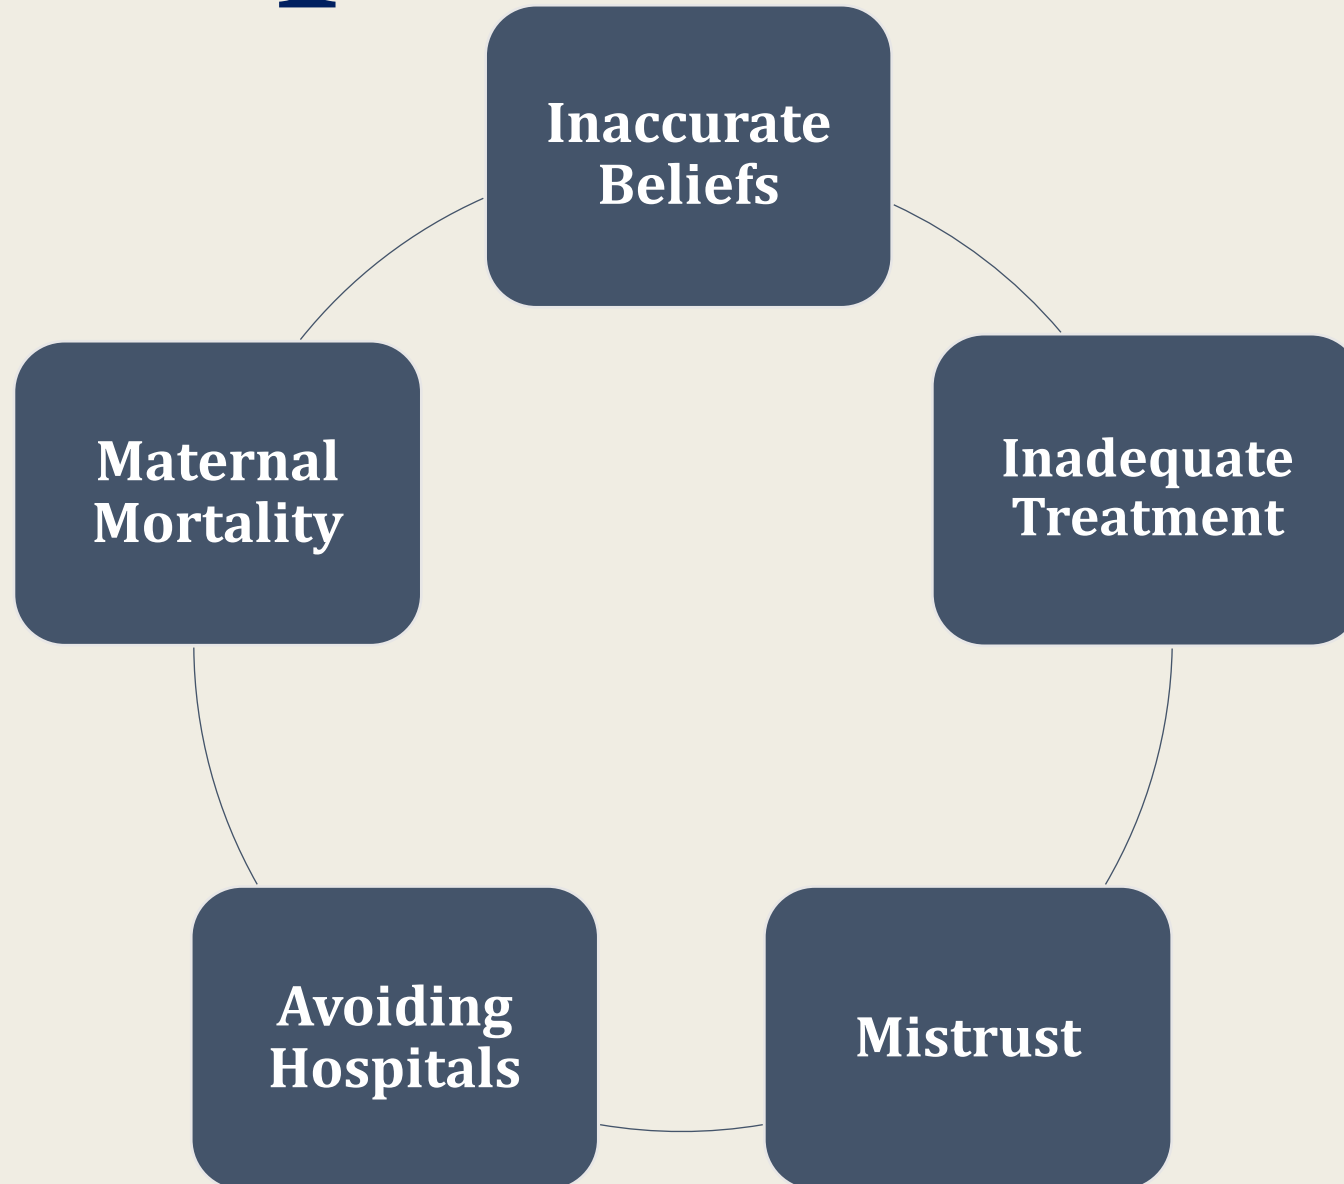 Inaccurate
Beliefs
Inadequate
Treatment
Mistrust
Avoiding
Hospitals
Maternal
Mortality